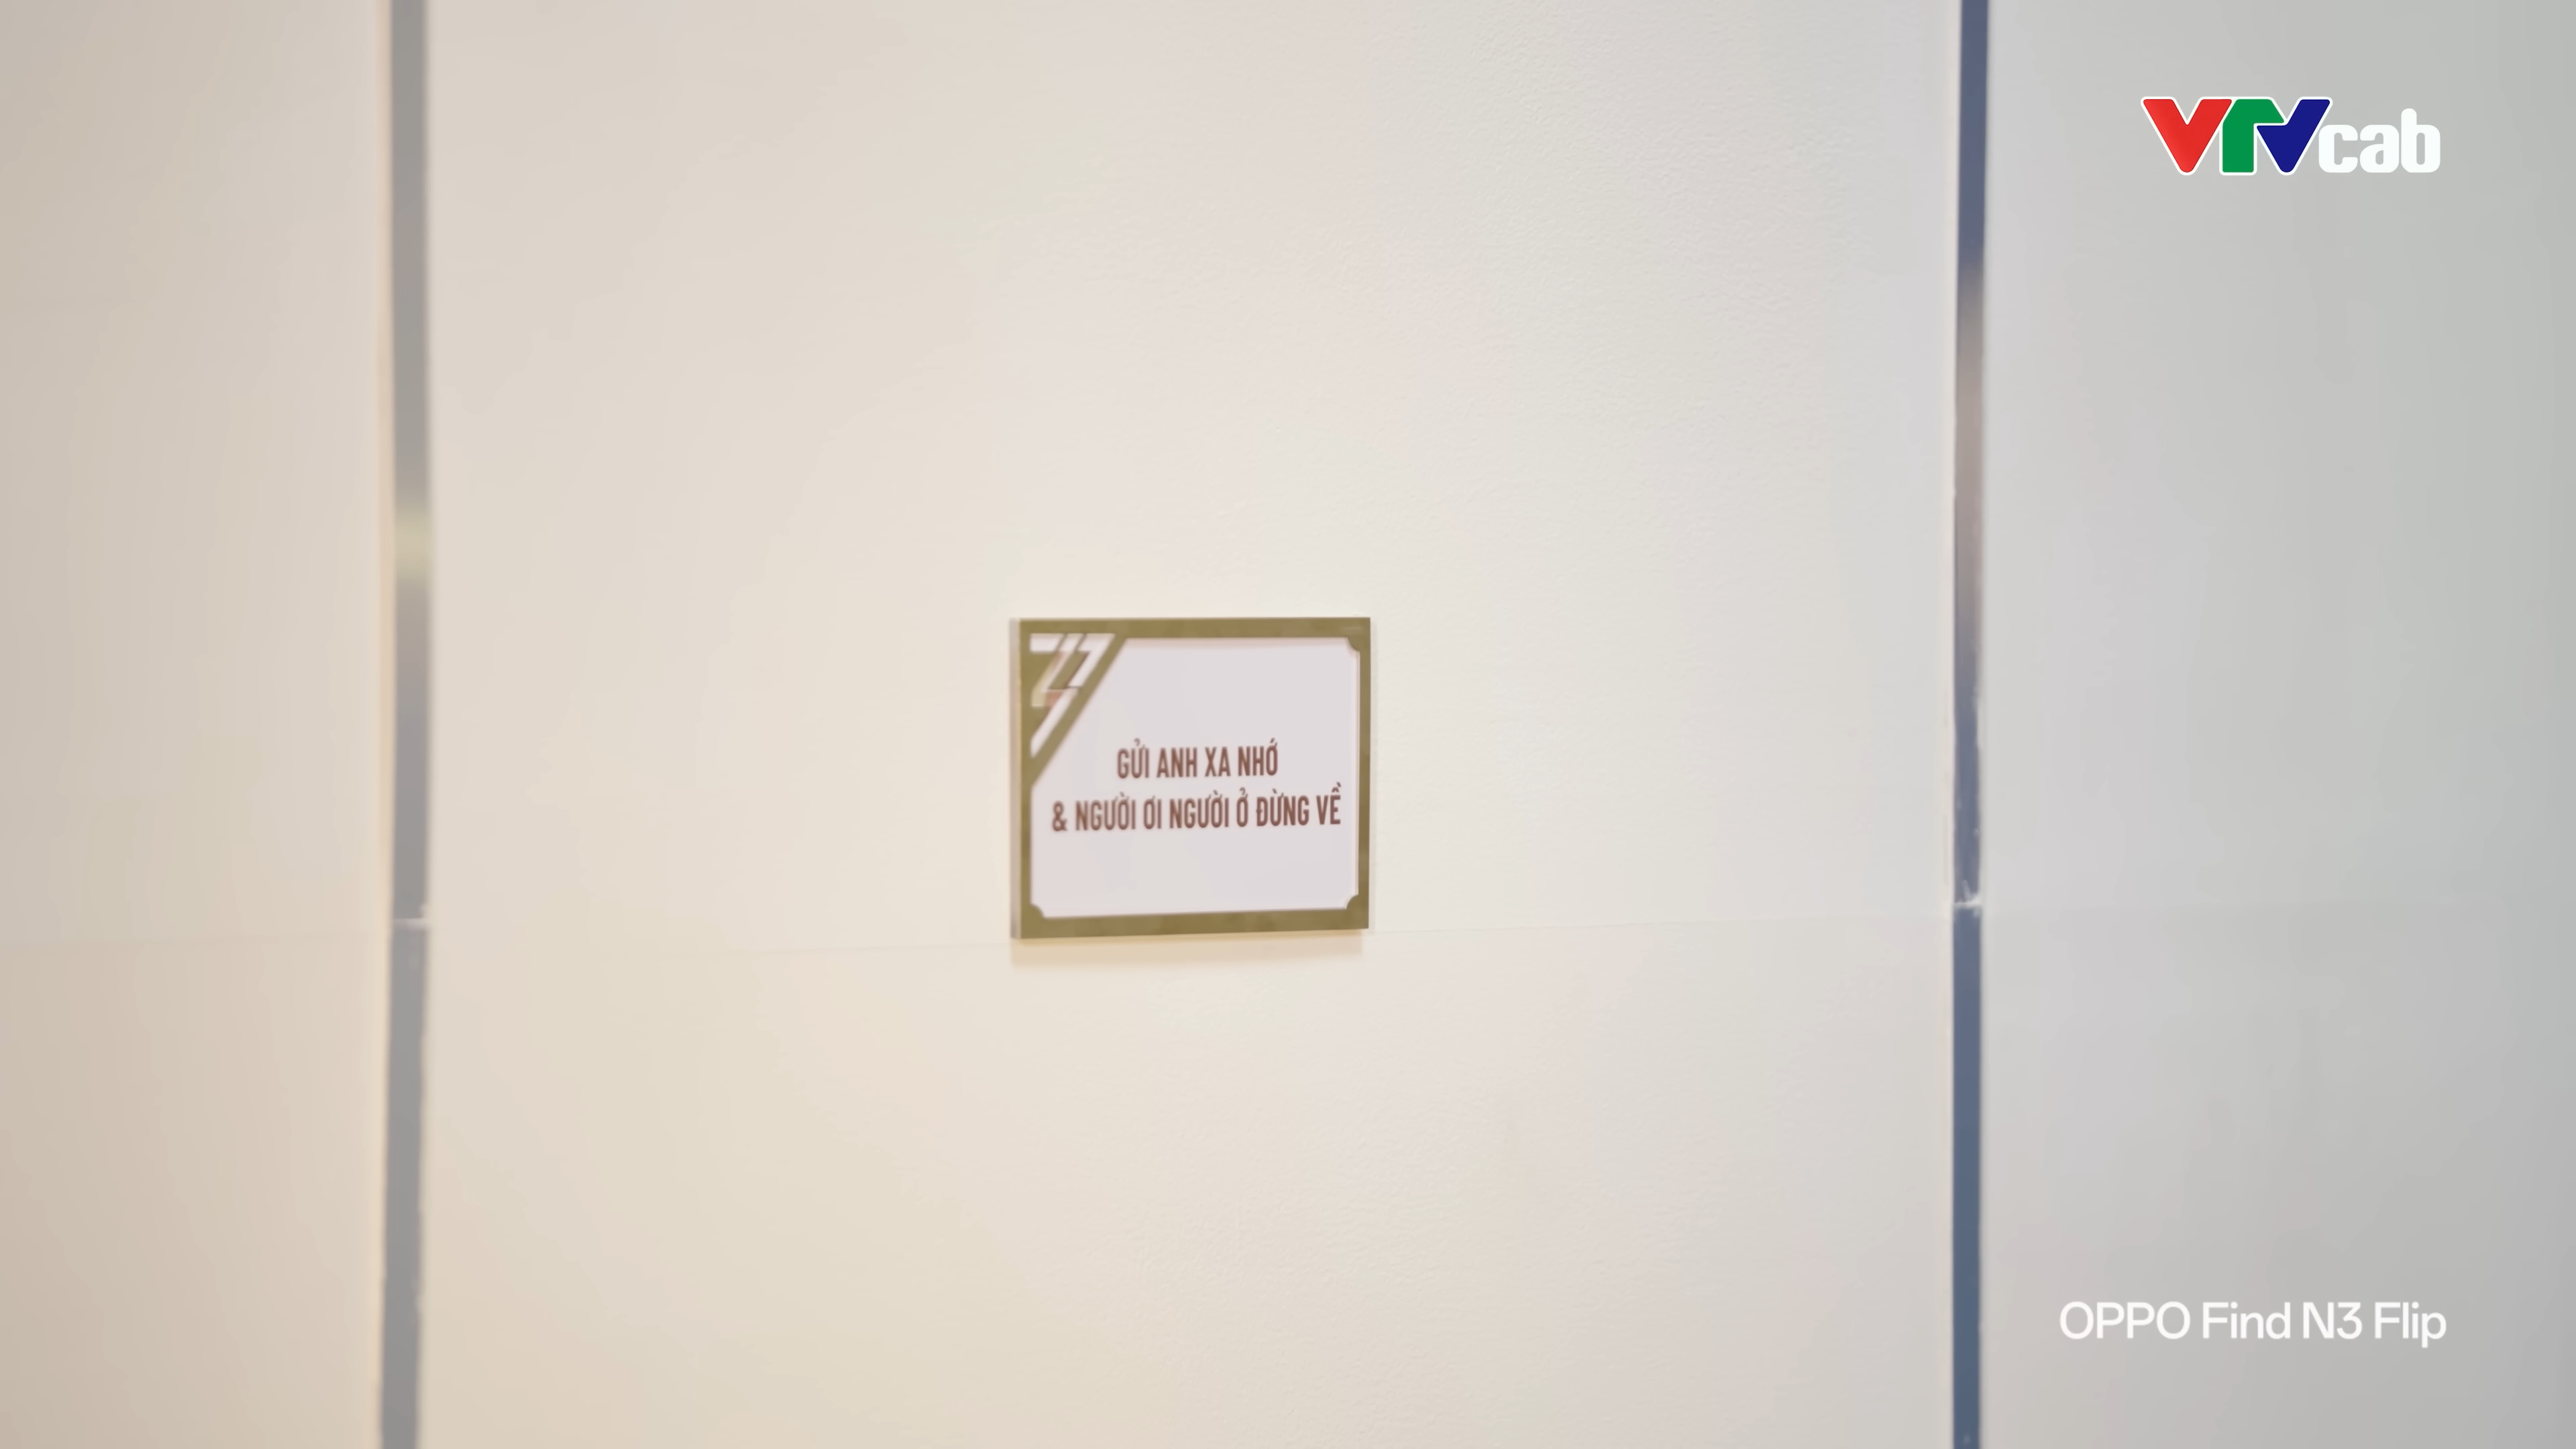 VTVcab
GỬI ANH XA NHỚ
& NGƯỜI ƠI NGƯỜI Ở ĐỪNG VỀ
OPPO Find N3 Flip